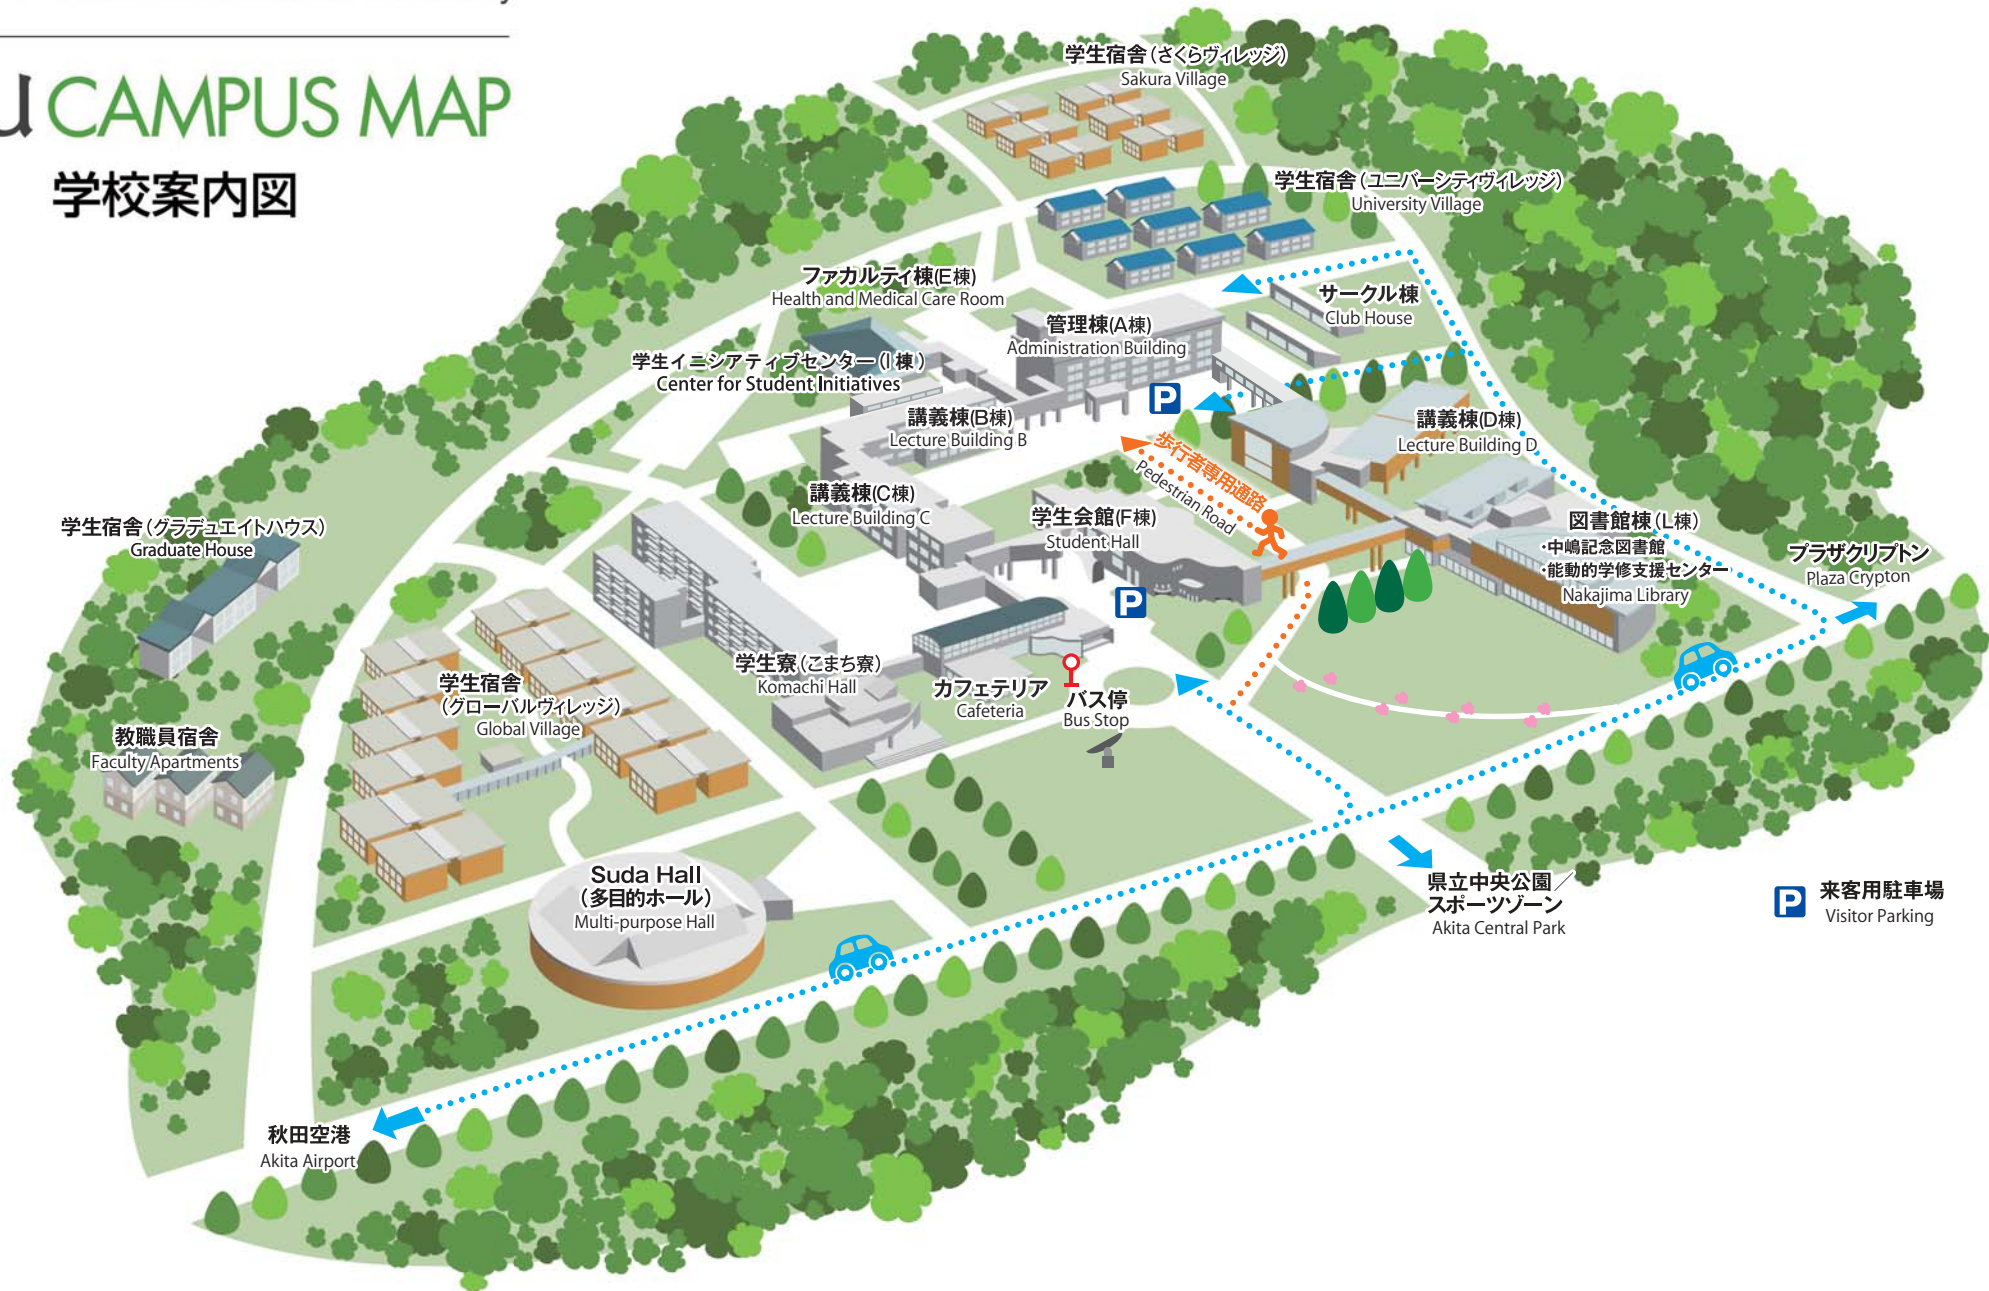 CAMPUS MAP
学校案内図
学生宿舎(さくらヴィレッジ)
Sakura Village
学生宿舎(ユニバーシティヴィレッジ)
University Village
ファカルティ棟(E棟)
Health and Medical Care Room
サークル棟
Club House
管理棟(A棟)
Administration Building
学生イニシアティブセンター(I棟)
Center for Student Initiatives
P
講義棟(B棟)
Lecture Building B
講義棟(D棟)
Lecture Building D
歩行者専用通路
Pedestrian Road
講義棟(C棟)
Lecture Building C
学生会館(F棟)
Student Hall
図書館棟(L棟)
・中嶋記念図書館
・能動的学修支援センター
Nakajima Library
プラザクリプトン
Plaza Crypton
学生宿舎(グラデュエイトハウス)
Graduate House
P
学生寮(こまち寮)
Komachi Hall
カフェテリア
Cafeteria
バス停
Bus Stop
学生宿舎
(グローバルヴィレッジ)
Global Village
教職員宿舎
Faculty Apartments
Suda Hall
(多目的ホール)
Multi-purpose Hall
県立中央公園/
スポーツゾーン
Akita Central Park
P 来客用駐車場
Visitor Parking
秋田空港
Akita Airport